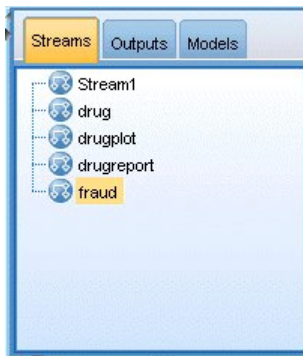 Streams Outputs Models
Stream1
drug
drugplot
drugreport
fraud